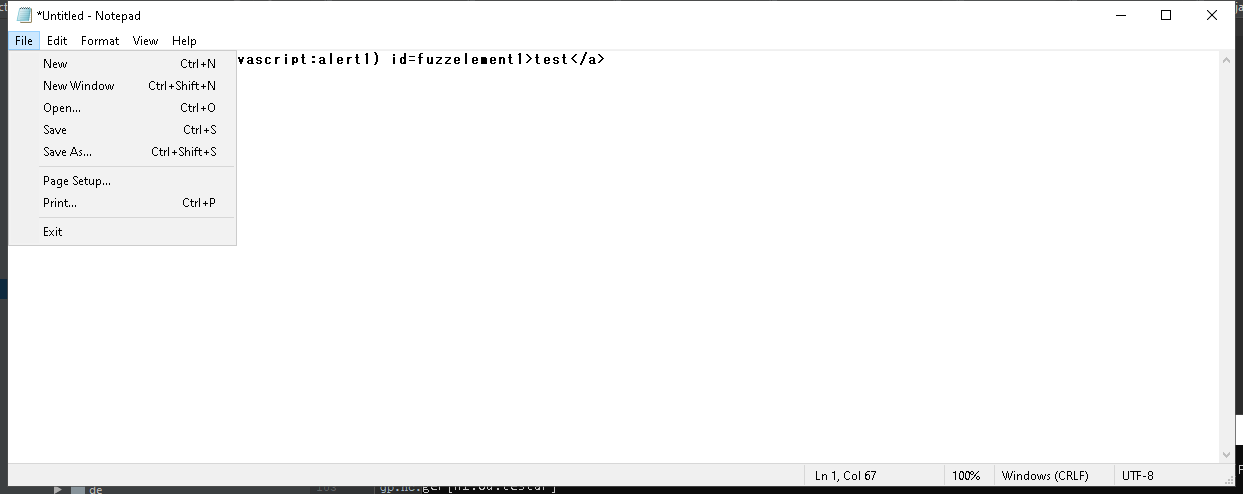 *Untitled - Notepad
File Edit Format View Help
vascript:alert1) id=fuzzelement1>test</a>
New Ctrl+N
New Window Ctrl+Shift+N
Open... Ctrl+O
Save Ctrl+S
Save As... Ctrl+Shift+S
Page Setup...
Print... Ctrl+P
Exit
Ln 1, Col 67 100% Windows (CRLF) UTF-8
de